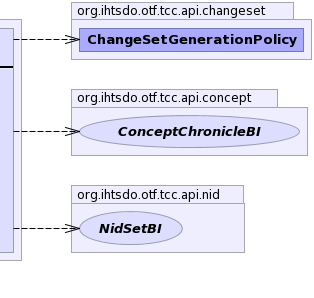 org.ihtsdo.otf.tcc.api.changeset
ChangeSetGenerationPolicy
org.ihtsdo.otf.tcc.api.concept
ConceptChronicleBI
org.ihtsdo.otf.tcc.api.nid
NidSetBI